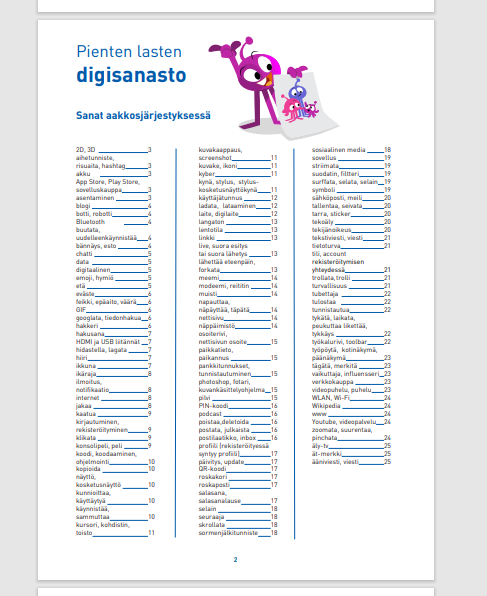 Pienten lasten
digisanasto
Sanat aakkosjärjestyksessä
2D, 3D 3
aihetunniste,
risuaita, hashtag 3
akku 3
App Store, Play Store,
sovelluskauppa 3
asentaminen 3
blogi 4
botti, robotti 4
Bluetooth 4
buutata,
uudelleenkäynnistää 4
bännäys, esto 5
chatti 5
data 5
digitaalinen 5
emoji, hymiö 5
etä 5
eväste 6
feikki, epäaito, väärä 6
GIF 6
googlata, tiedonhakua 6
hakkeri 6
hakusana 7
HDMI ja USB liitännät 7
hidastella, lagata 7
hiiri 7
ikkuna 7
ikäraja 8
ilmoitus,
notifikaatio 8
internet 8
jakaa 8
kaatua 9
kirjautuminen,
rekisteröityminen 9
klikata 9
konsolipeli, peli 9
koodi, koodaaminen,
ohjelmointi 10
kopioida 10
näyttö,
kosketusnäyttö 10
kunnioittaa,
käyttäytyä 10
käynnistää,
sammuttaa 10
kursori, kohdistin,
toisto 11
kuvakaappaus,
screenshot 11
kuvake, ikoni 11
kyber 11
kynä, stylus, stylus-
kosketusnäyttökynä 11
käyttäjätunnus 12
ladata, lataaminen 12
laite, digilaite 12
langaton 13
lentotila 13
linkki 13
live, suora esitys
tai suora lähetys 13
lähettää eteenpäin,
forkata 13
meemi 14
modeemi, reititin 14
muisti 14
napauttaa,
näpäyttää, täpätä 14
nettisivu 14
näppäimistö 14
osoiterivi,
nettisivun osoite 15
paikkatieto,
paikannus 15
pankkitunnukset,
tunnistautuminen 15
photoshop, fotari,
kuvankäsittelyohjelma 15
pilvi 15
PIN-koodi 16
podcast 16
poistaa,deletoida 16
postata, julkaista 16
postilaatikko, inbox 16
profiili (rekisteröityessä
syntyy profiili) 17
päivitys, update 17
QR-koodi 17
roskakori 17
roskaposti 17
salasana,
salasanalause 17
selain 18
seuraaja 18
skrollata 18
sormenjälkitunniste 18
sosiaalinen media 18
sovellus 19
striimata 19
suodatin, filtteri 19
surffata, selata, selain 19
symboli 19
sähköposti, meili 20
tallentaa, seivata 20
tarra, sticker 20
tekoäly 20
tekijänoikeus 20
tekstiviesti, viesti 21
tietoturva 21
tili, account
rekisteröitymisen
yhteydessä 21
trollata, trolli 21
turvallisuus 21
tubettaja 22
tulostaa 22
tunnistautua 22
tykätä, laikata,
peukuttaa likettää,
tykkäys 22
työkalurivi, toolbar 22
työpöytä, kotinäkymä,
päänäkymä 23
tägätä, merkitä 23
vaikuttaja, influensseri 23
verkkokauppa 23
videopuhelu, puhelu 23
WLAN, Wi-Fi 24
Wikipedia 24
www 24
Youtube, videopalvelu 24
zoomata, suurentaa,
pinchata 24
äly-tv 25
ät-merkki 25
ääniviesti, viesti 25
2